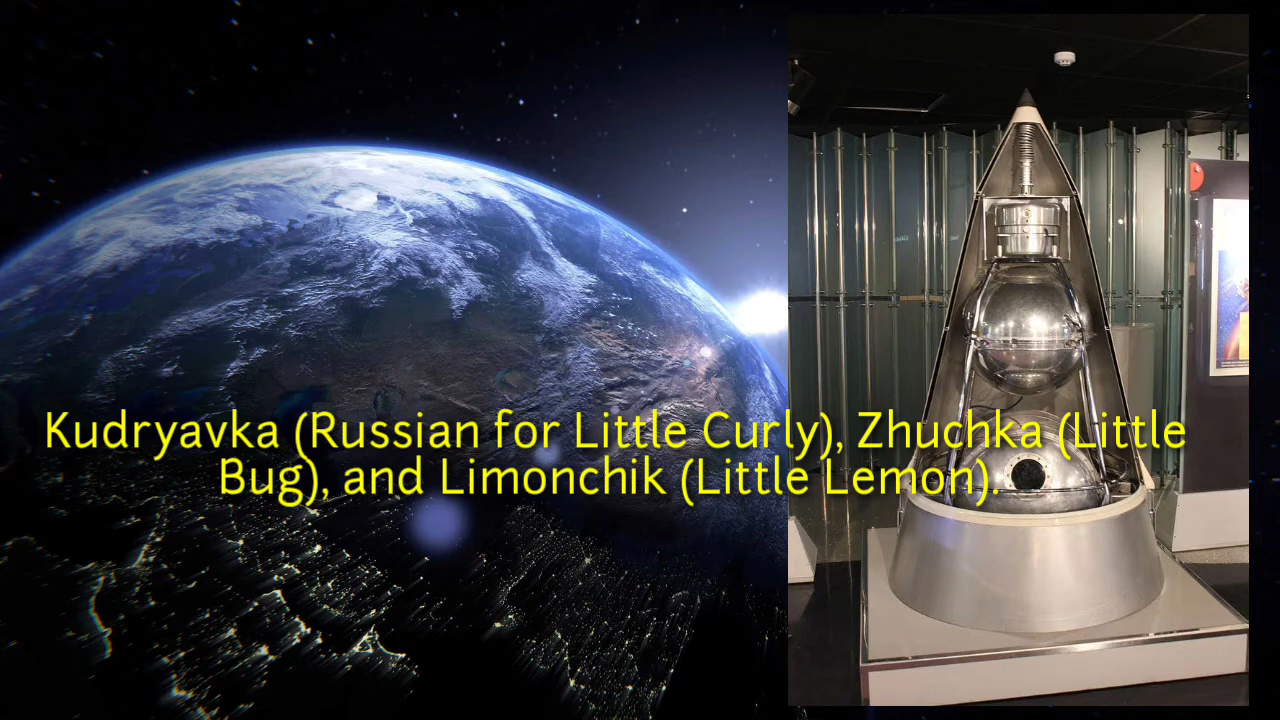 Kudryavka (Russian for Little Curly), Zhuchka (Little
Bug), and Limonchik (Little Lemon).